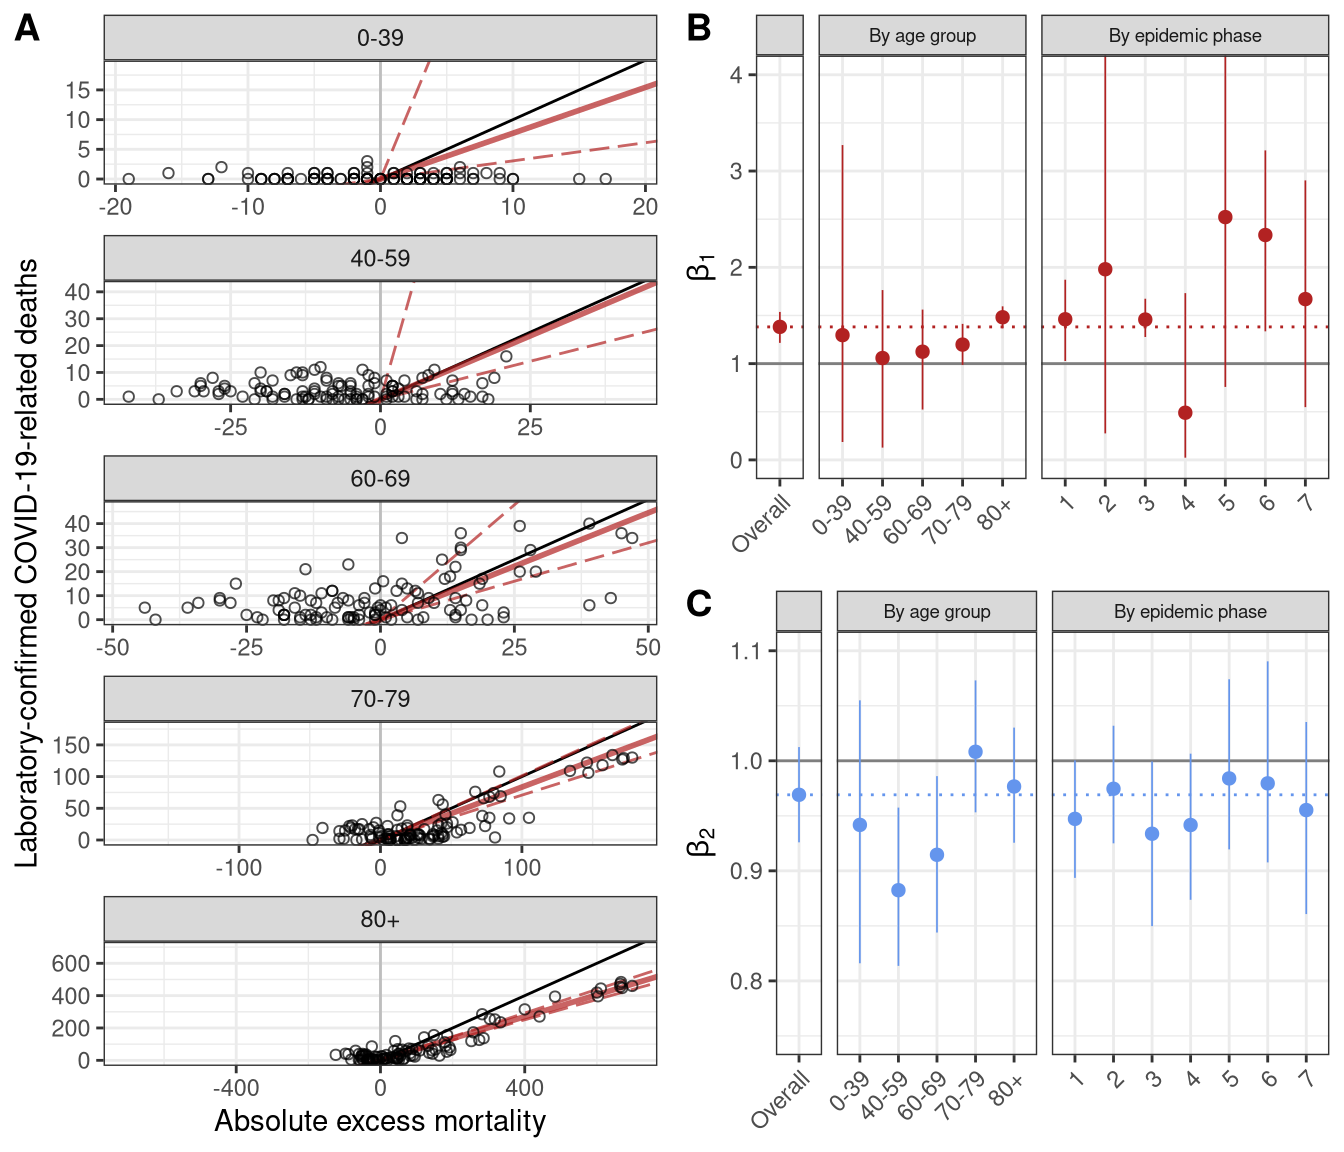 A
0-39
15
10
5
0
-20 -10 0 10 20
40-59
40
30
20
10
0
-25 0 25
60-69
40
30
20
10
0
-50 -25 0 25 50
70-79
150
100
50
0
-100 0 100
80+
600
400
200
0
-400 0 400
Absolute excess mortality
Laboratory-confirmed COVID-19-related deaths
B
By age group By epidemic phase
4
3
2
1
0
β1
Overall 0-39 40-59 60-69 70-79 80+ 1 2 3 4 5 6 7
C
By age group By epidemic phase
1.1
1.0
0.9
0.8
β2
Overall 0-39 40-59 60-69 70-79 80+ 1 2 3 4 5 6 7